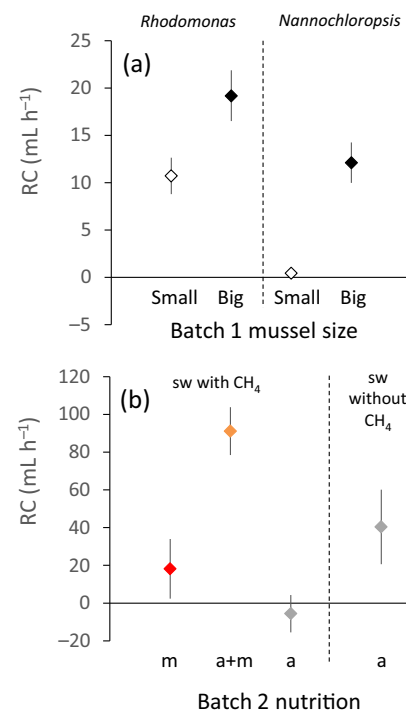 Rhodomonas Nannochloropsis
25
(a)
20
15
10
5
0
Small Big Small Big
−5
Batch 1 mussel size
RC (mL h⁻¹)
120
(b) sw with CH₄ sw without CH₄
100
80
60
40
20
0
−20
m a+m a a
Batch 2 nutrition
RC (mL h⁻¹)